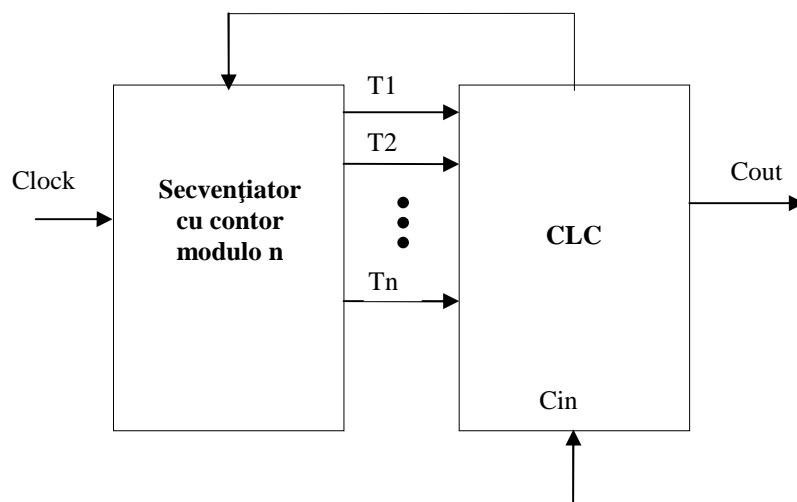 T1
T2
Clock
Secvenţiator
cu contor
modulo n
Cout
CLC
Tn
Cin